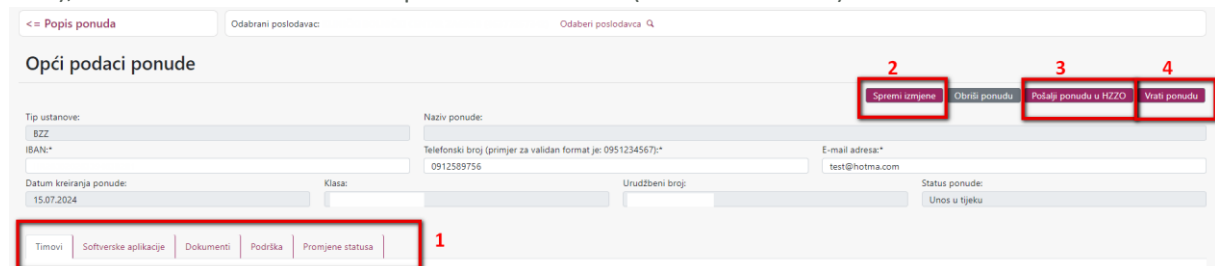 <= Popis ponuda
Odabrani poslodavac:
Odaberi poslodavca
Opći podaci ponude
2
3
4
Spremi izmjene
Obriši ponudu
Pošalji ponudu u HZZO
Vrati ponudu
Tip ustanove:
Naziv ponude:
BZZ
IBAN:*
Telefonski broj (primjer za validan format je: 0951234567):*
E-mail adresa:*
0912589756
test@hotma.com
Datum kreiranja ponude:
Klasa:
Urudžbeni broj:
Status ponude:
15.07.2024
Unos u tijeku
Timovi
Softverske aplikacije
Dokumenti
Podrška
Promjene statusa
1